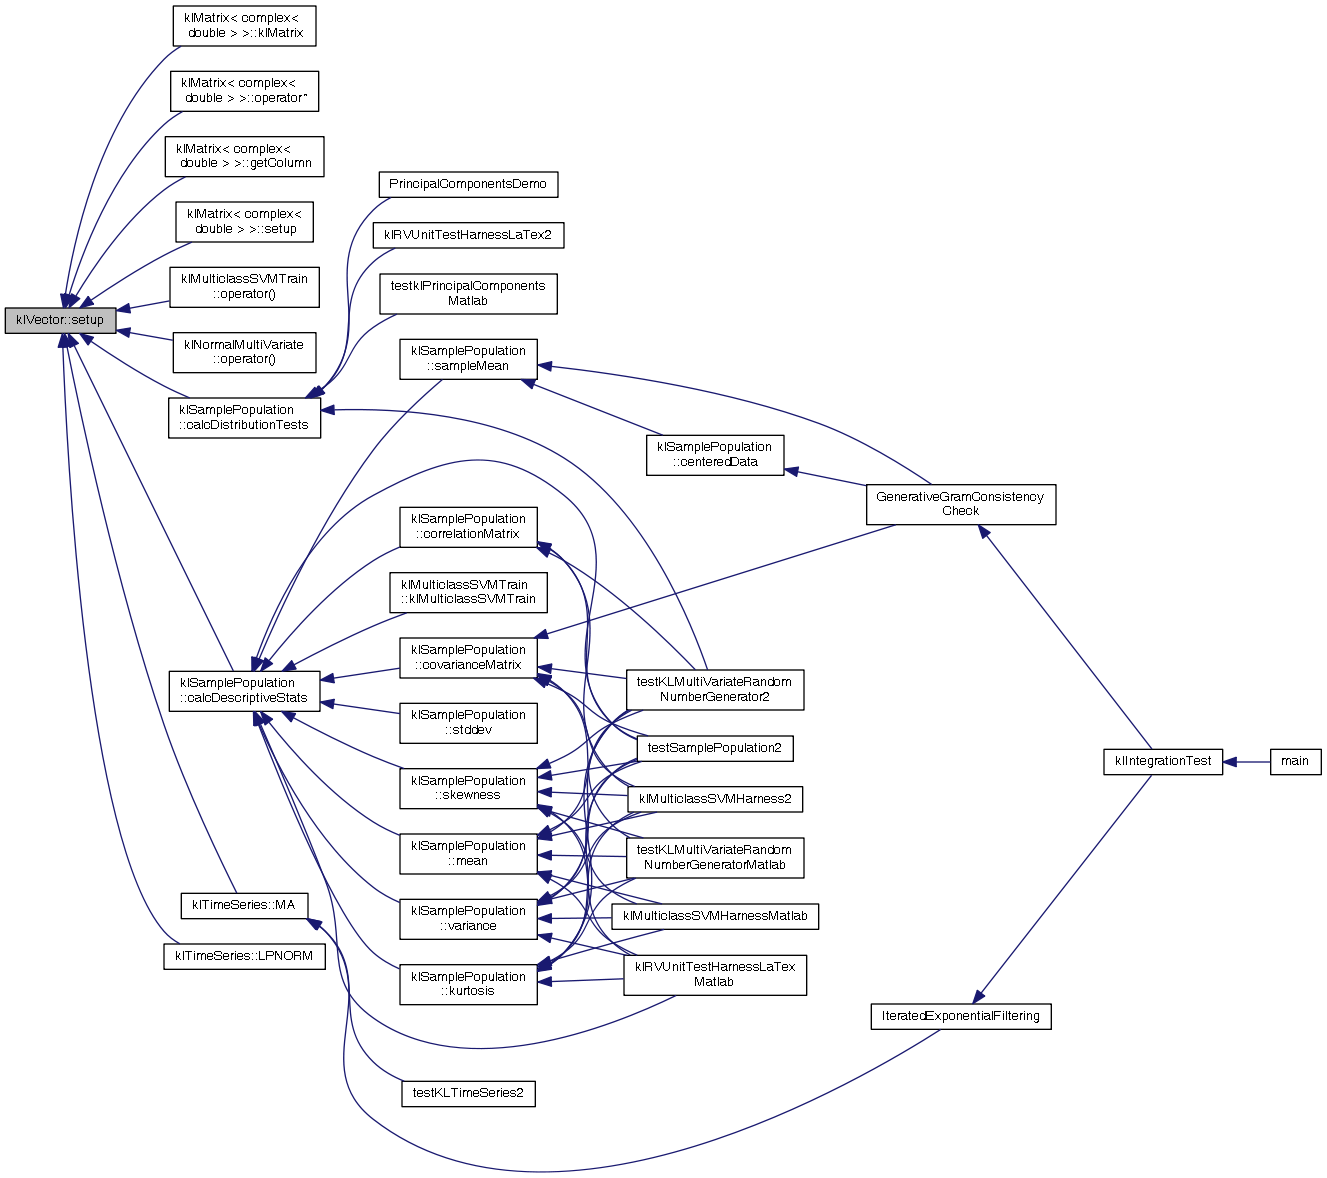 klMatrix< complex<
double > >::klMatrix
klMatrix< complex<
double > >::operator^
klMatrix< complex<
double > >::getColumn
klMatrix< complex<
double > >::setup
klMulticlassSVMTrain
::operator()
klVector::setup
klNormalMultiVariate
::operator()
klSamplePopulation
::calcDistributionTests
PrincipalComponentsDemo
klRVUnitTestHarnessLaTex2
testklPrincipalComponents
Matlab
klSamplePopulation
::sampleMean
klSamplePopulation
::centeredData
GenerativeGramConsistency
Check
klSamplePopulation
::correlationMatrix
klMulticlassSVMTrain
::klMulticlassSVMTrain
klSamplePopulation
::covarianceMatrix
klSamplePopulation
::calcDescriptiveStats
klSamplePopulation
::stddev
klSamplePopulation
::skewness
klSamplePopulation
::mean
klSamplePopulation
::variance
klSamplePopulation
::kurtosis
testKLMultiVariateRandom
NumberGenerator2
testSamplePopulation2
klMulticlassSVMHarness2
testKLMultiVariateRandom
NumberGeneratorMatlab
klMulticlassSVMHarnessMatlab
klRVUnitTestHarnessLaTex
Matlab
klIntegrationTest
main
klTimeSeries::MA
klTimeSeries::LPNORM
IteratedExponentialFiltering
testKLTimeSeries2